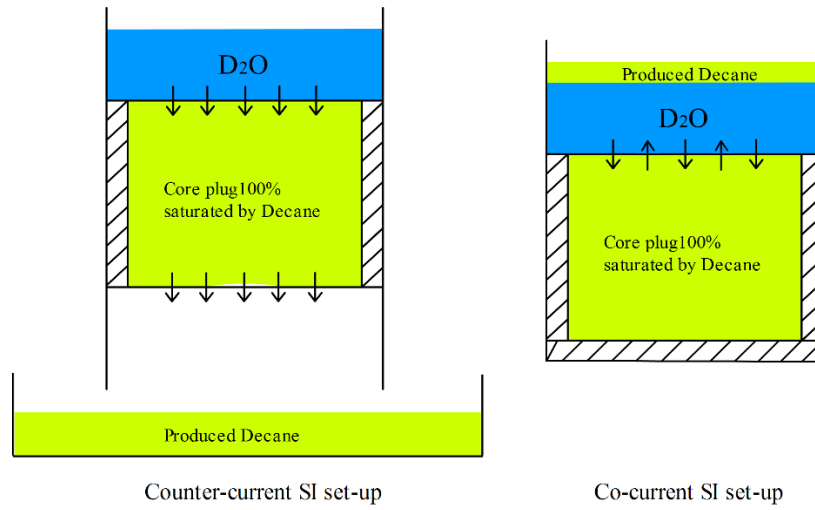 D₂O
Core plug100%
saturated by Decane
Produced Decane
Counter-current SI set-up
Produced Decane
D₂O
Core plug100%
saturated by Decane
Co-current SI set-up